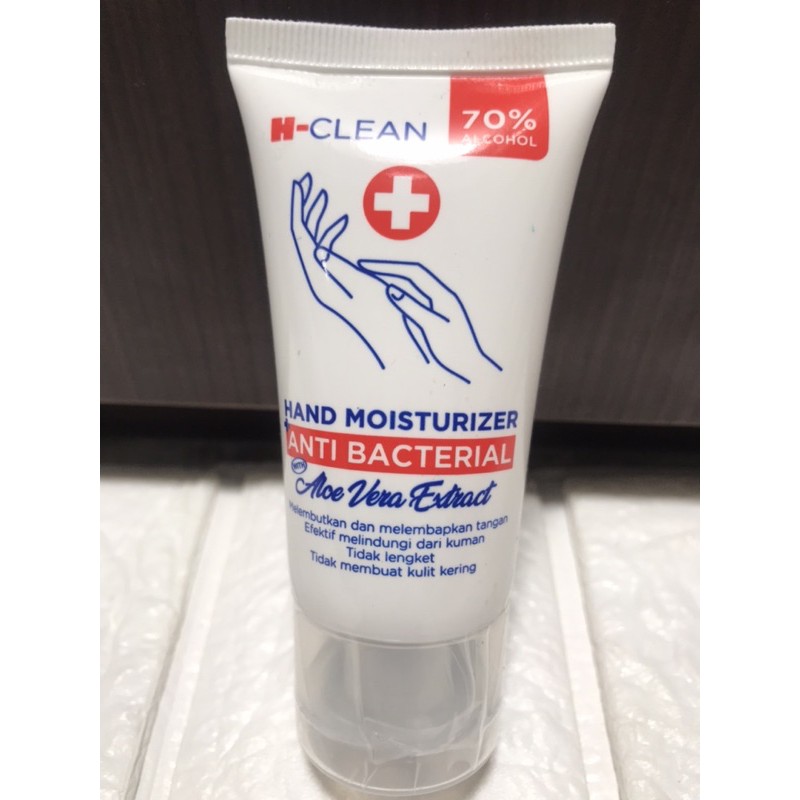 H-CLEAN
70%
ALCOHOL
HAND MOISTURIZER
+
ANTI BACTERIAL
WITH
Aloe Vera Extract
Melembutkan dan melembapkan tangan
Efektif melindungi dari kuman
Tidak lengket
Tidak membuat kulit kering